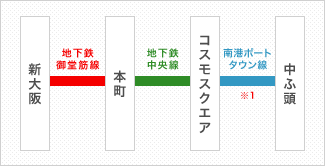 新大阪
地下鉄
御堂筋線
本町
地下鉄
中央線
コスモスクエア
南港ポート
タウン線
※1
中ふ頭